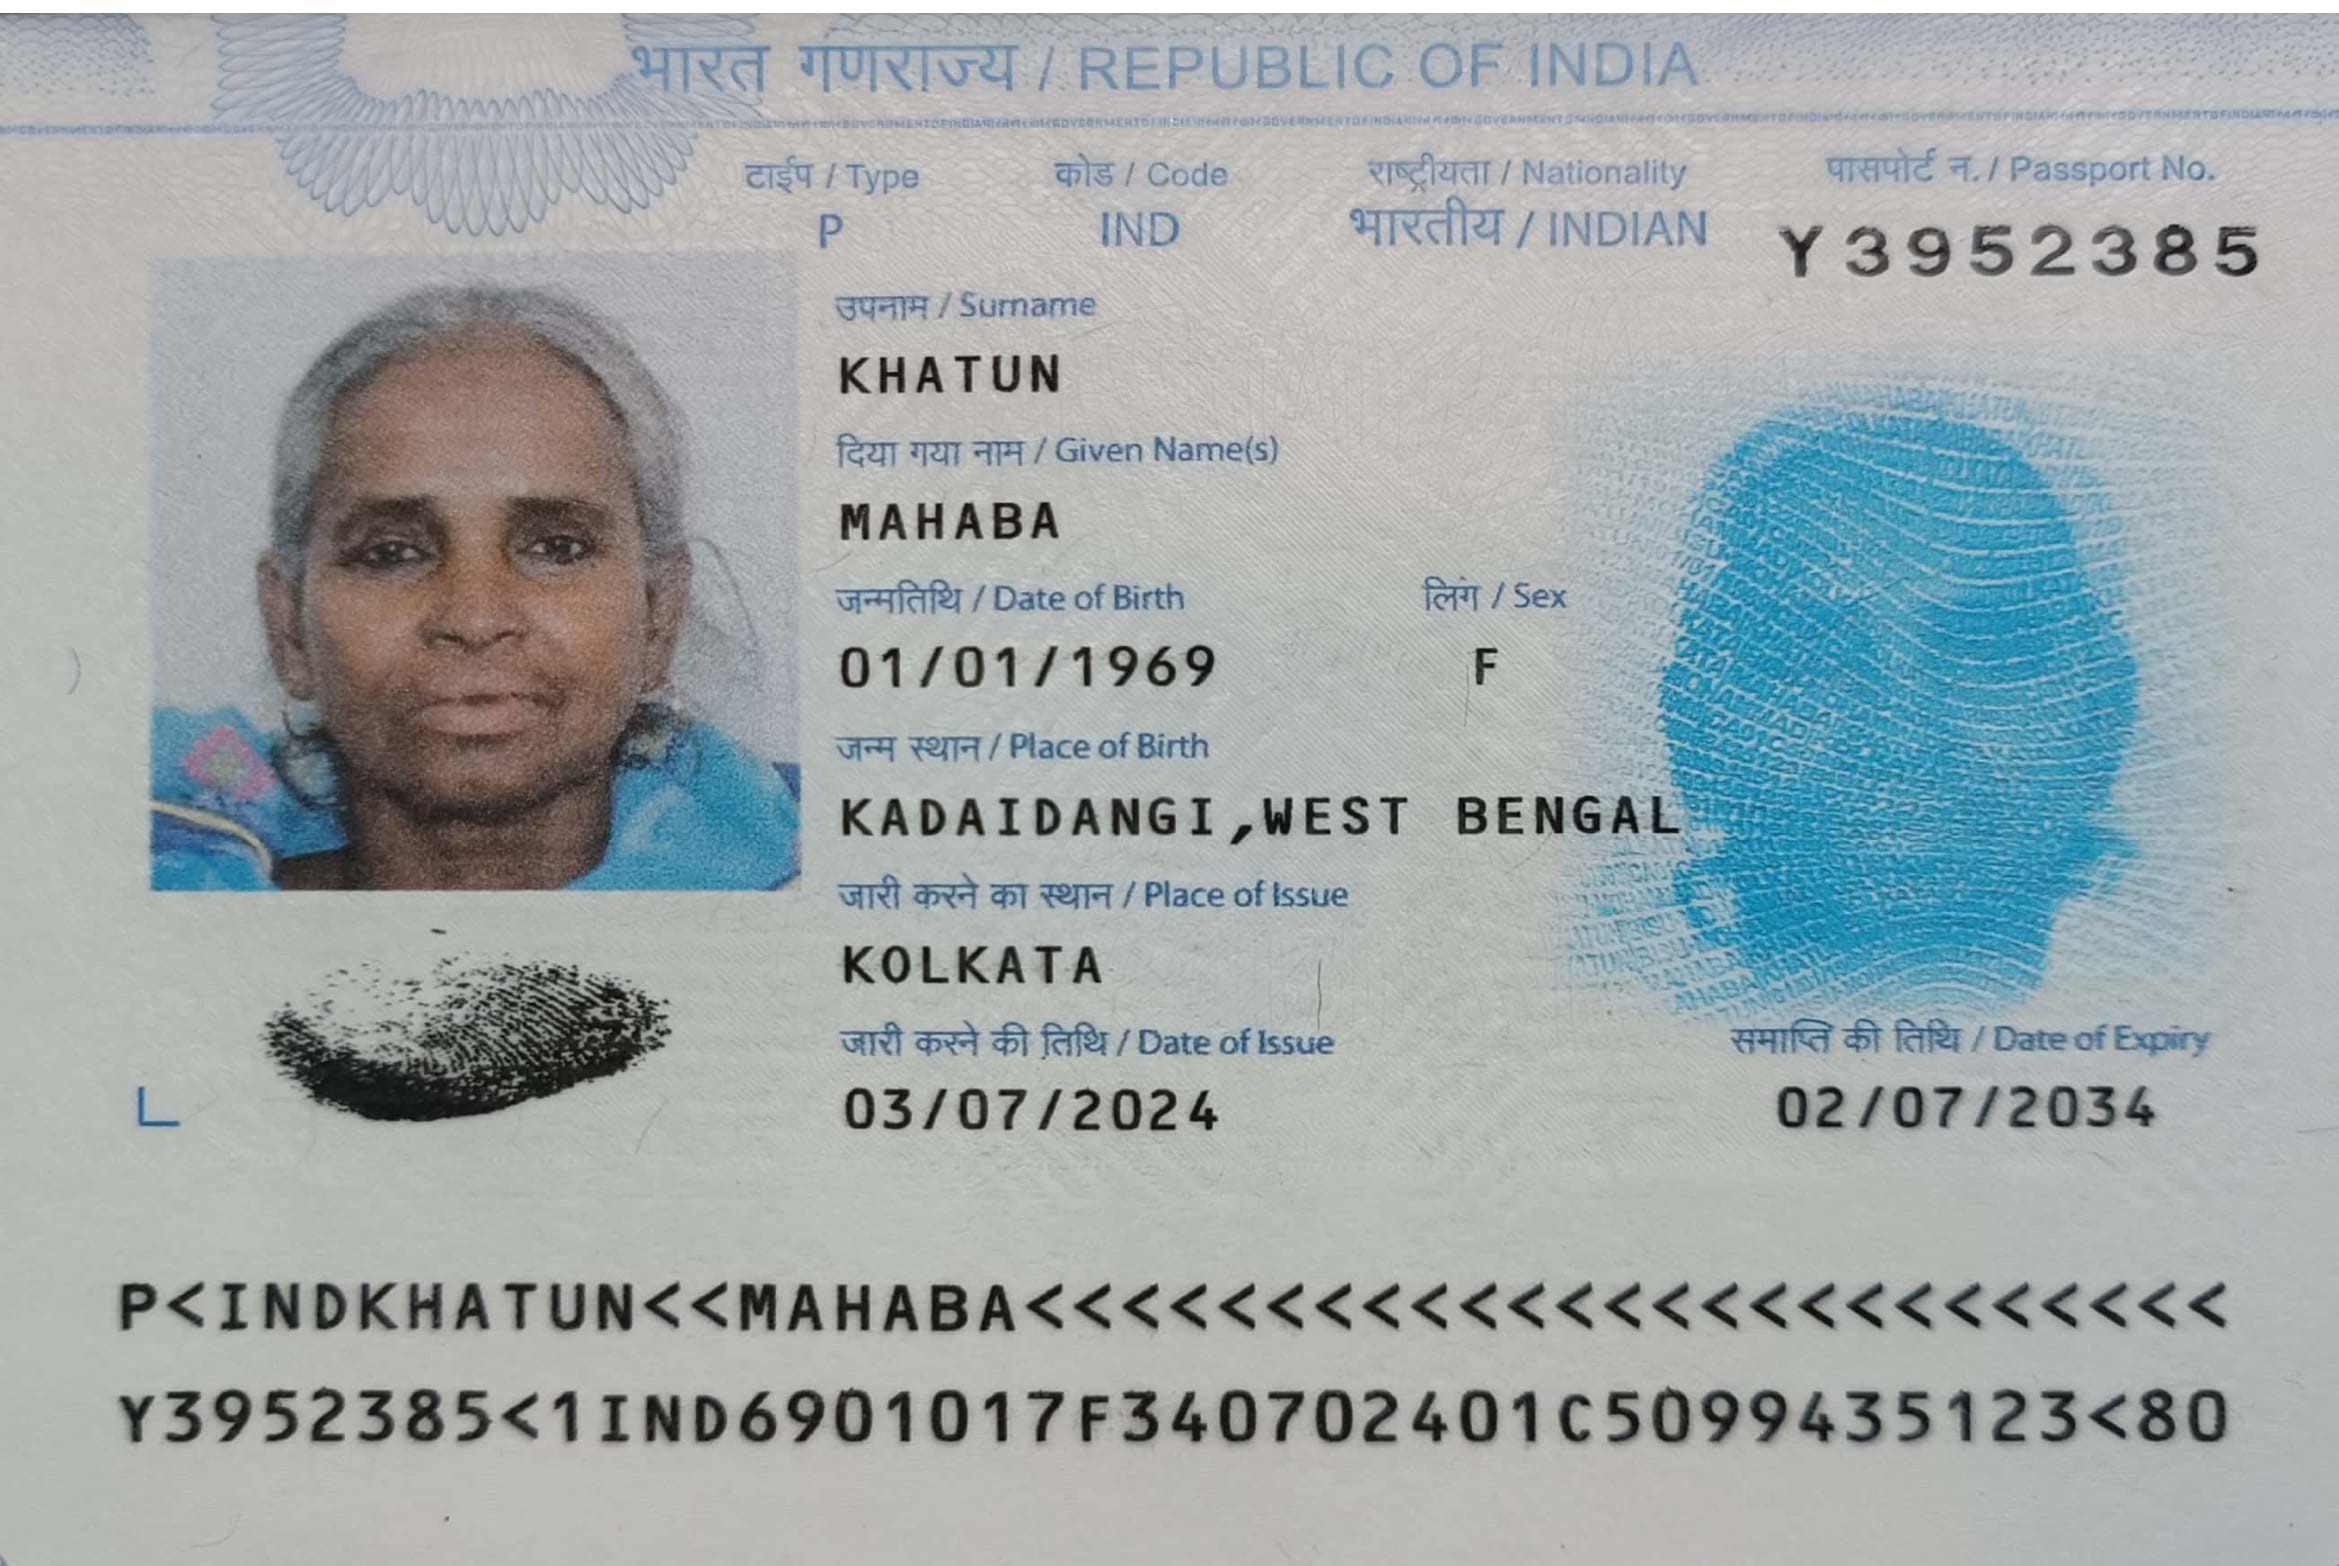 भारत गणराज्य / REPUBLIC OF INDIA
टाईप / Type
कोड / Code
राष्ट्रीयता / Nationality
पासपोर्ट न. / Passport No.
P
IND
भारतीय / INDIAN
Y3952385
उपनाम / Surname
KHATUN
दिया गया नाम / Given Name(s)
MAHABA
जन्मतिथि / Date of Birth
लिंग / Sex
01/01/1969
F
जन्म स्थान / Place of Birth
KADAIDANGI,WEST BENGAL
जारी करने का स्थान / Place of Issue
KOLKATA
जारी करने की तिथि / Date of Issue
समाप्ति की तिथि / Date of Expiry
L
03/07/2024
02/07/2034
P<INDKHATUN<<MAHABA<<<<<<<<<<<<<<<<<<<<<<<<<
Y3952385<1IND6901017F340702401C5099435123<80